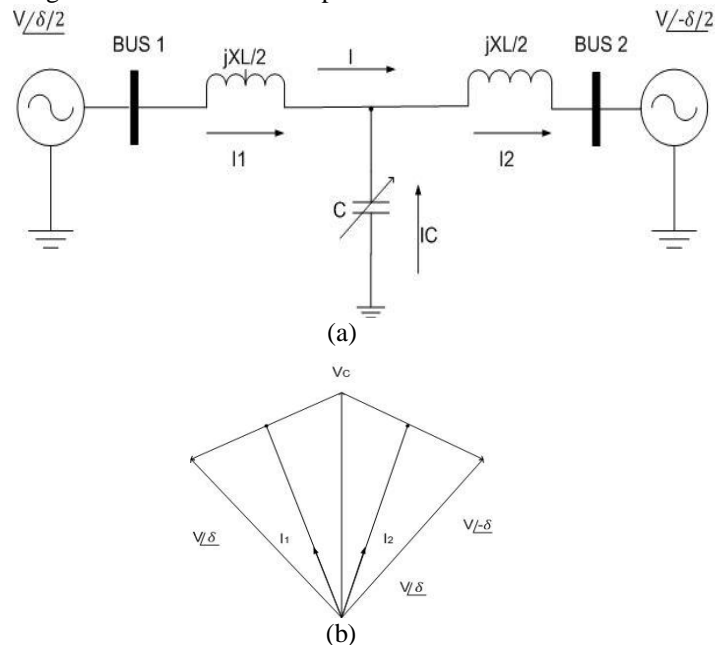 V/δ/2
V/-δ/2
BUS 1
jXL/2
I
jXL/2
BUS 2
I1
I2
C
IC
(a)
VC
V/δ
I1
I2
V/-δ
V/δ
(b)